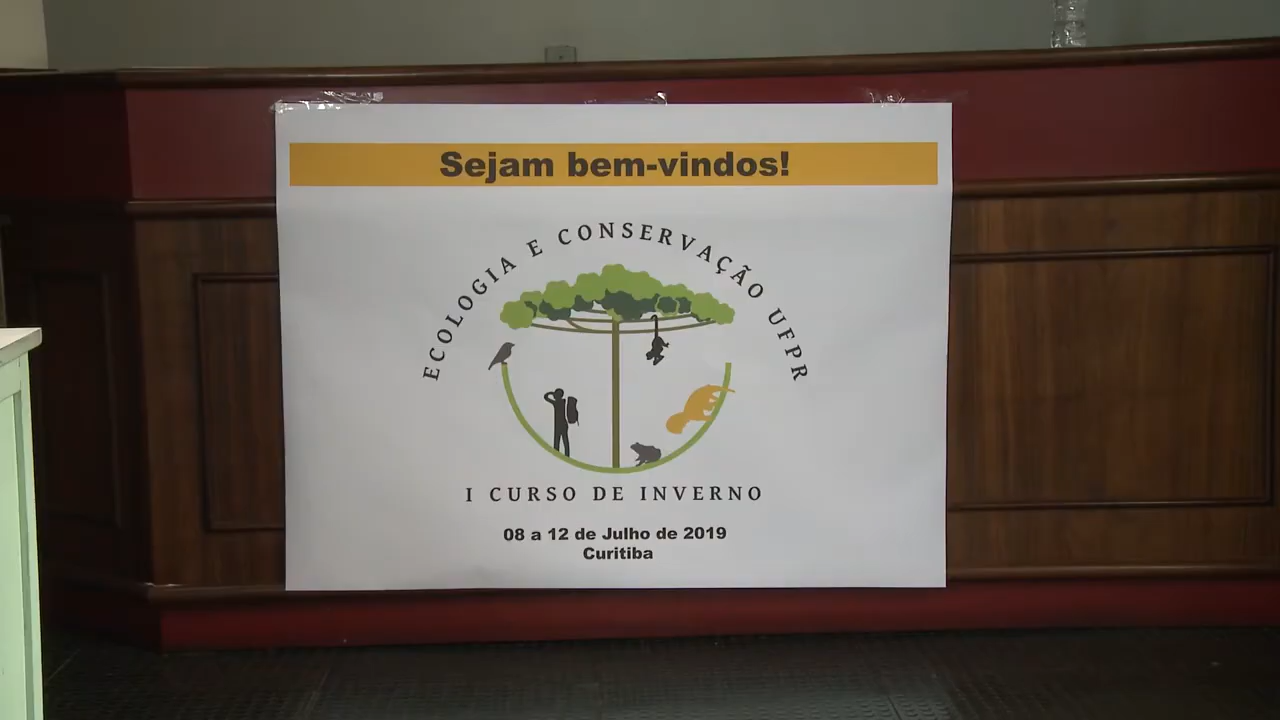 Sejam bem-vindos!
ECOLOGIA E CONSERVAÇÃO UFPR
I CURSO DE INVERNO
08 a 12 de Julho de 2019
Curitiba